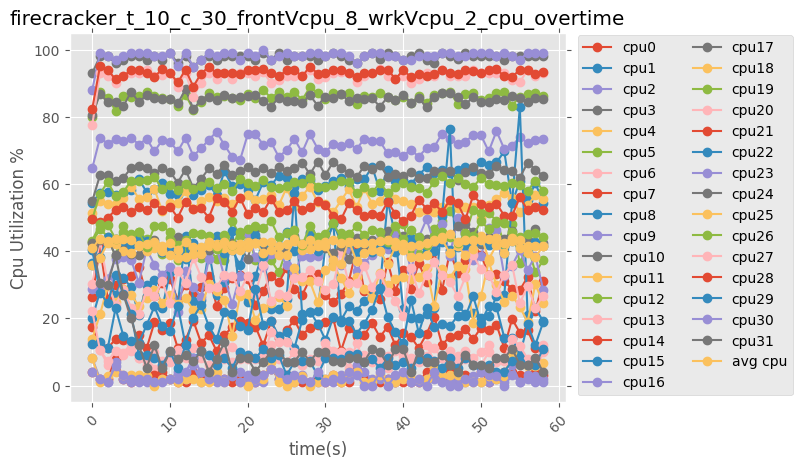 firecracker_t_10_c_30_frontVcpu_8_wrkVcpu_2_cpu_overtime
Cpu Utilization %
100
80
60
40
20
0
0
10
20
30
40
50
60
time(s)
cpu0
cpu1
cpu2
cpu3
cpu4
cpu5
cpu6
cpu7
cpu8
cpu9
cpu10
cpu11
cpu12
cpu13
cpu14
cpu15
cpu16
cpu17
cpu18
cpu19
cpu20
cpu21
cpu22
cpu23
cpu24
cpu25
cpu26
cpu27
cpu28
cpu29
cpu30
cpu31
avg cpu